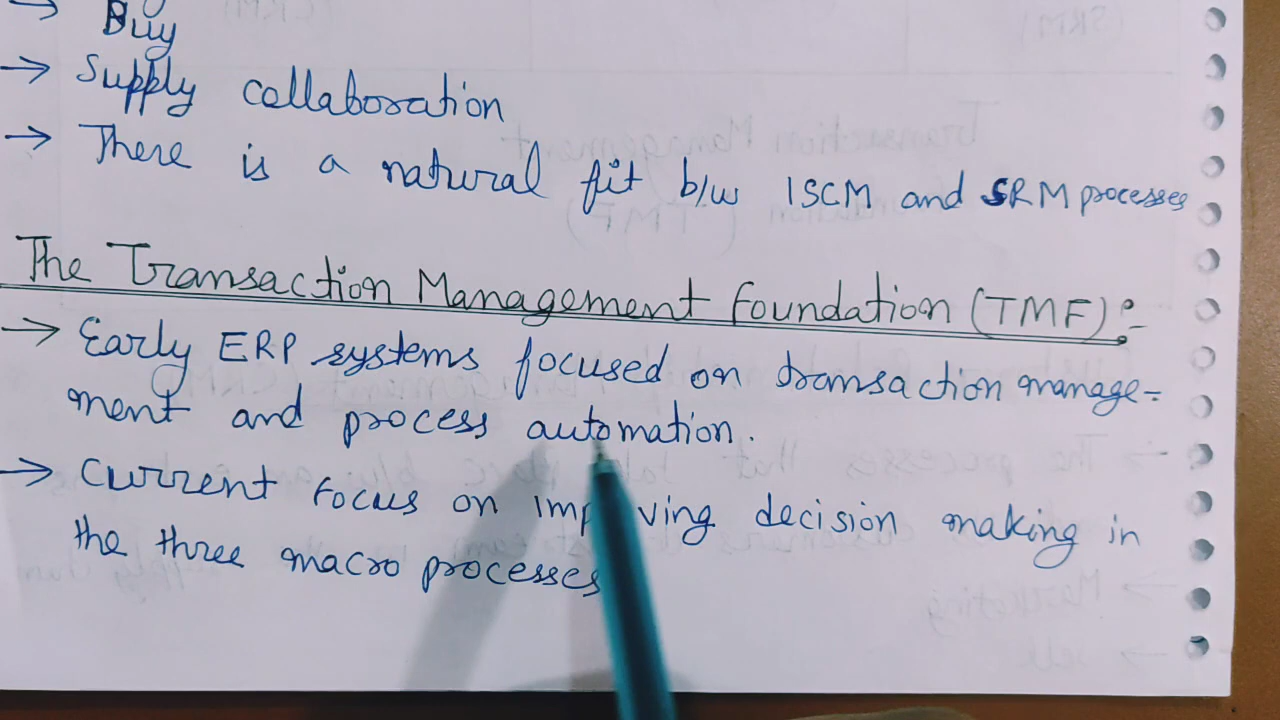 → Buy
→ Supply collaboration
→ There is a natural fit b/w ISCM and SRM processes
The Transaction Management Foundation (TMF) :-
→ Early ERP systems focused on transaction manage-
ment and process automation.
→ Current focus on improving decision making in
the three macro processes